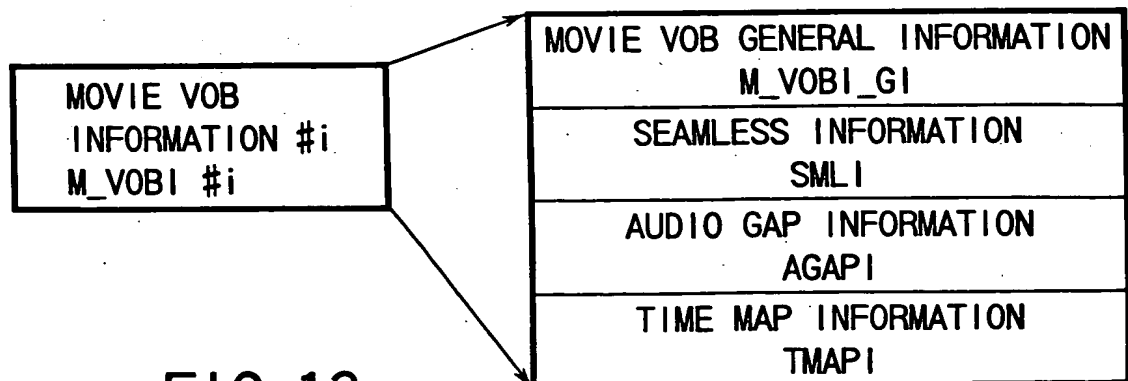 MOVIE VOB
INFORMATION #i
M_VOBI #i
MOVIE VOB GENERAL INFORMATION
M_VOBI_GI
SEAMLESS INFORMATION
SMLI
AUDIO GAP INFORMATION
AGAPI
TIME MAP INFORMATION
TMAPI